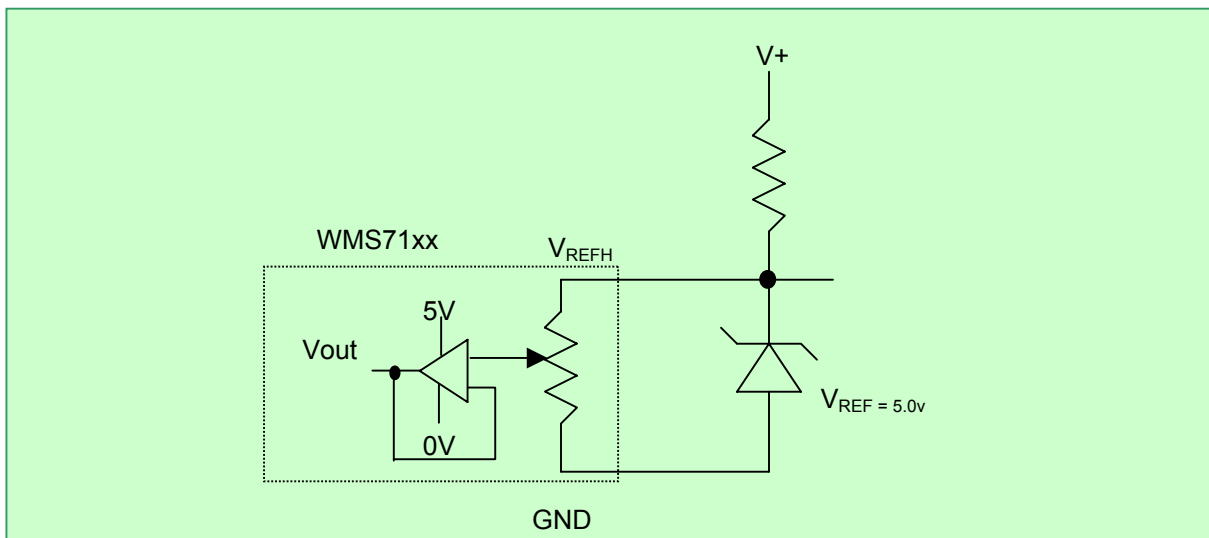 V+
WMS71xx
VREFH
5V
Vout
VREF = 5.0v
0V
GND